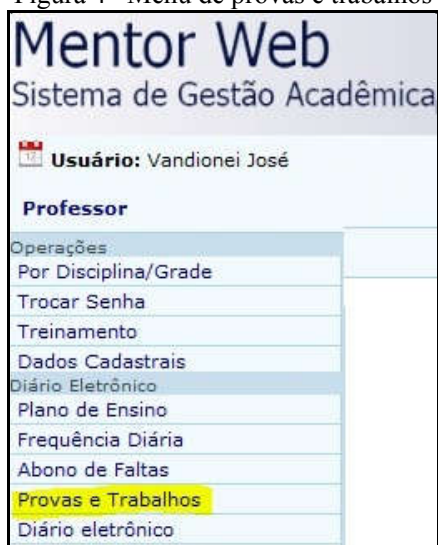 Figura 4 - Menu de provas e trabalhos
Mentor Web
Sistema de Gestão Acadêmica
Usuário: Vandionei José
Professor
Operações
Por Disciplina/Grade
Trocar Senha
Treinamento
Dados Cadastrais
Diário Eletrônico
Plano de Ensino
Frequência Diária
Abono de Faltas
Provas e Trabalhos
Diário eletrônico